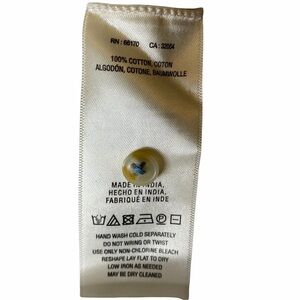 RN: 66170 CA: 32054
100% COTTON, COTON
ALGODÓN, COTONE, BAUMWOLLE
MADE IN INDIA,
HECHO EN INDIA,
FABRIQUÉ EN INDE
HAND WASH COLD SEPARATELY
DO NOT WRING OR TWIST
USE ONLY NON-CHLORINE BLEACH
RESHAPE LAY FLAT TO DRY
LOW IRON AS NEEDED
MAY BE DRY CLEANED